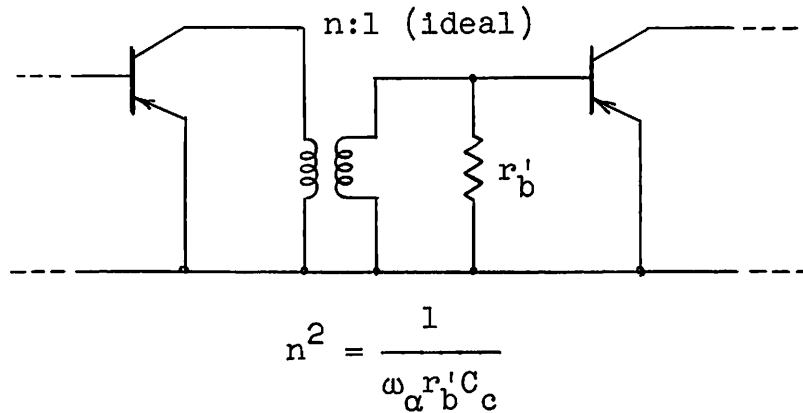 n:1 (ideal)
r_b'
n^2 = 1/(ω_α r_b' C_c)